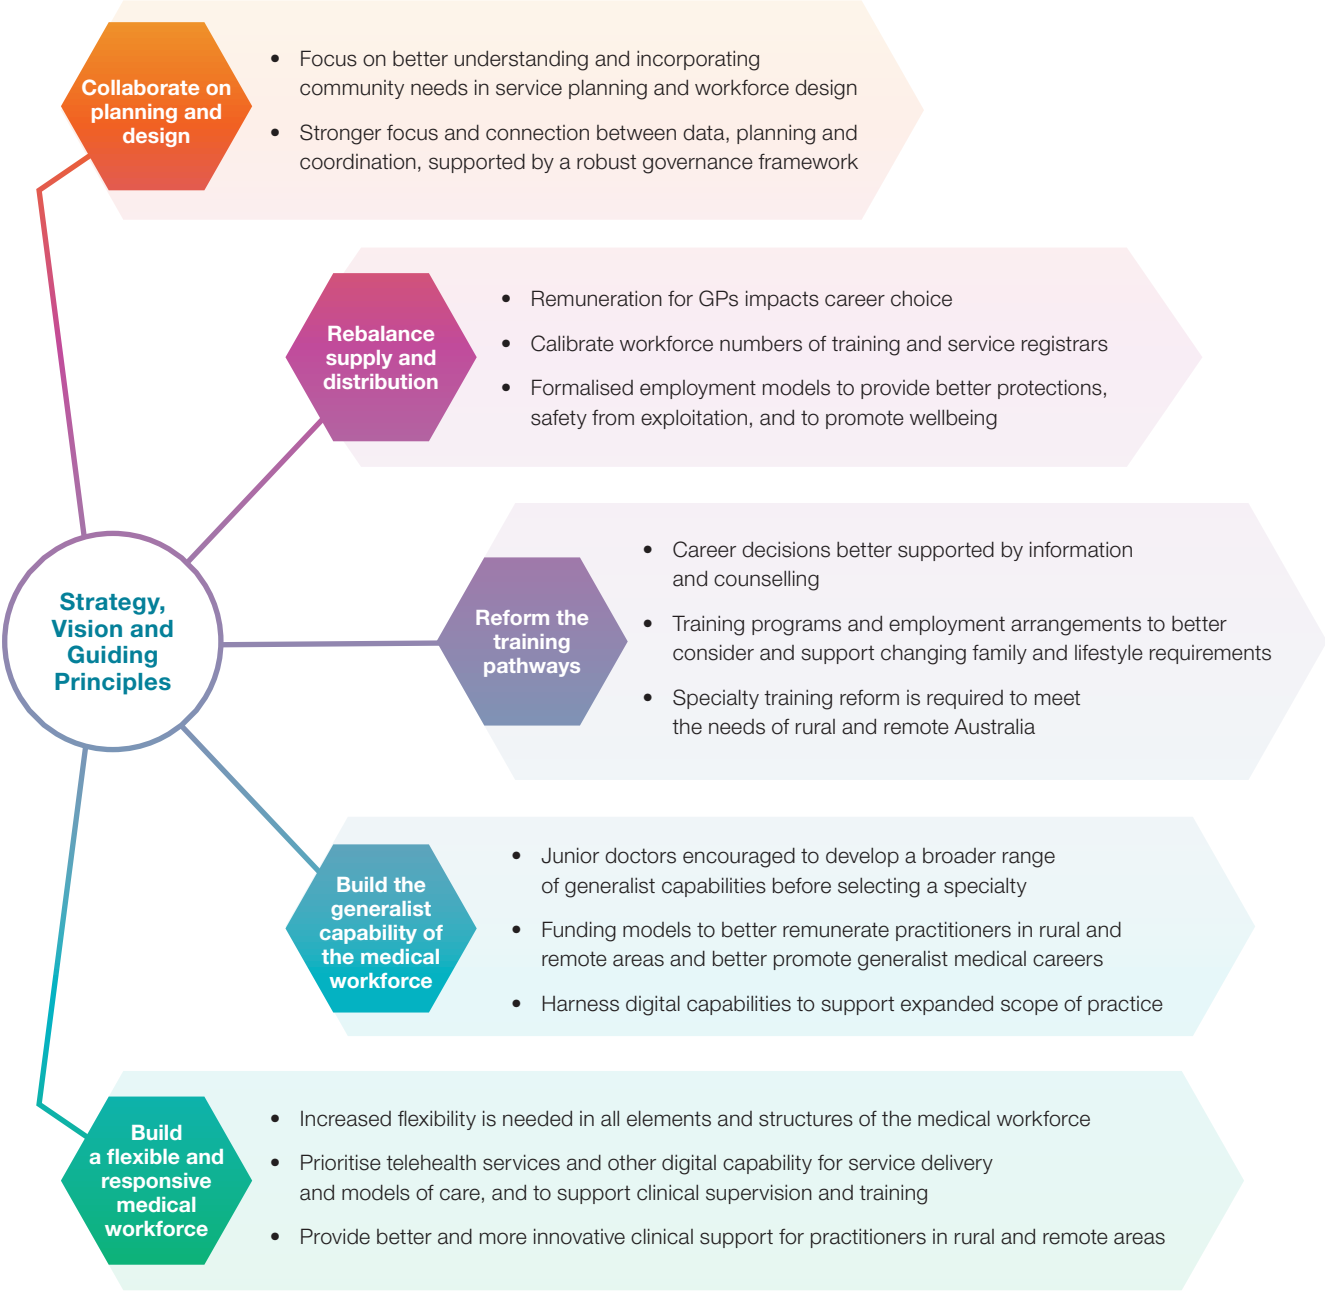 Collaborate on
planning and
design
• Focus on better understanding and incorporating
community needs in service planning and workforce design
• Stronger focus and connection between data, planning and
coordination, supported by a robust governance framework
Rebalance
supply and
distribution
• Remuneration for GPs impacts career choice
• Calibrate workforce numbers of training and service registrars
• Formalised employment models to provide better protections,
safety from exploitation, and to promote wellbeing
Strategy,
Vision and
Guiding
Principles
Reform the
training
pathways
• Career decisions better supported by information
and counselling
• Training programs and employment arrangements to better
consider and support changing family and lifestyle requirements
• Specialty training reform is required to meet
the needs of rural and remote Australia
Build the
generalist
capability of
the medical
workforce
• Junior doctors encouraged to develop a broader range
of generalist capabilities before selecting a specialty
• Funding models to better remunerate practitioners in rural and
remote areas and better promote generalist medical careers
• Harness digital capabilities to support expanded scope of practice
Build
a flexible and
responsive
medical
workforce
• Increased flexibility is needed in all elements and structures of the medical workforce
• Prioritise telehealth services and other digital capability for service delivery
and models of care, and to support clinical supervision and training
• Provide better and more innovative clinical support for practitioners in rural and remote areas